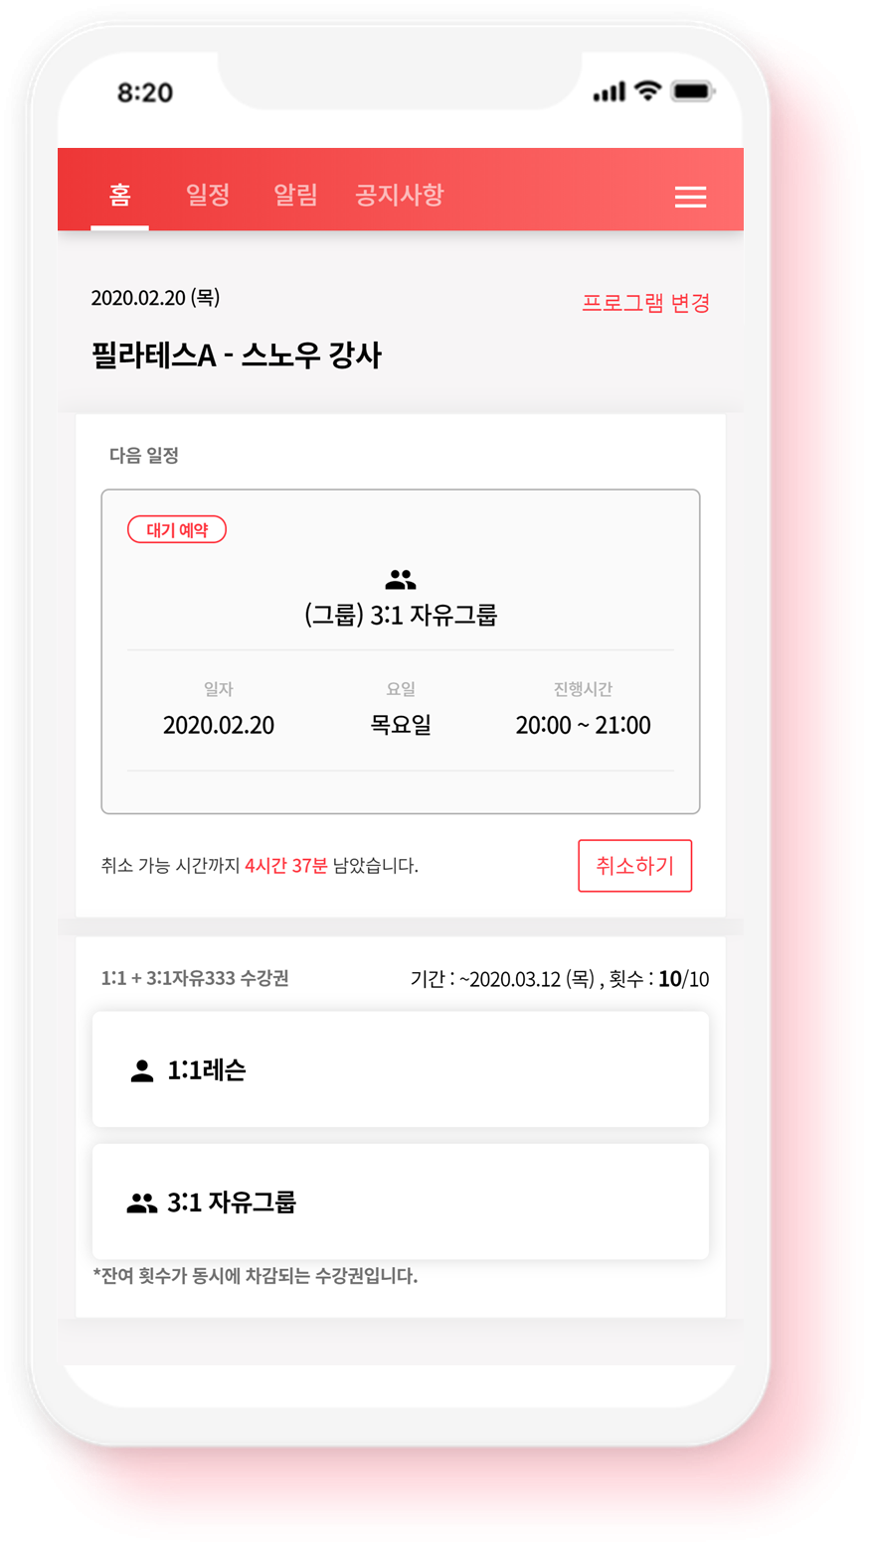 8:20
홈 일정 알림 공지사항
2020.02.20 (목)
프로그램 변경
필라테스A - 스노우 강사
다음 일정
대기 예약
(그룹) 3:1 자유그룹
일자 요일 진행시간
2020.02.20 목요일 20:00 ~ 21:00
취소 가능 시간까지 4시간 37분 남았습니다. 취소하기
1:1 + 3:1자유333 수강권 기간 : ~2020.03.12 (목) , 횟수 : 10/10
1:1레슨
3:1 자유그룹
*잔여 횟수가 동시에 차감되는 수강권입니다.